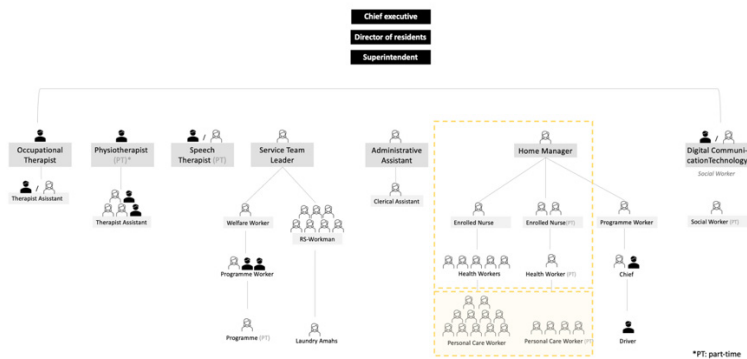 Chief executive
Director of residents
Superintendent
/
/
Occupational
Therapist
Physiotherapist
(PT)*
Speech
Therapist (PT)
Service Team
Leader
Administrative
Assistant
Home Manager
Digital Communi-
cationTechnology
Social Worker
/
Therapist Asisstant
Therapist Assistant
Clerical Assistant
Welfare Worker
RS-Workman
Enrolled Nurse
Enrolled Nurse(PT)
Programme Worker
Social Worker (PT)
Programme Worker
Health Workers
Health Worker (PT)
Chief
Programme (PT)
Laundry Amahs
Personal Care Worker
Personal Care Worker (PT)
Driver
*PT: part-time